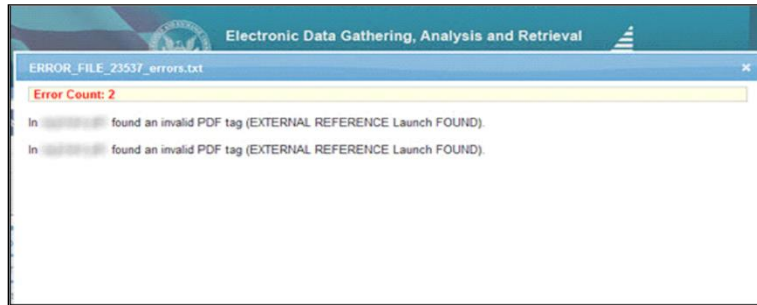 Electronic Data Gathering, Analysis and Retrieval
ERROR_FILE_23537_errors.txt
Error Count: 2
In found an invalid PDF tag (EXTERNAL REFERENCE Launch FOUND).
In found an invalid PDF tag (EXTERNAL REFERENCE Launch FOUND).